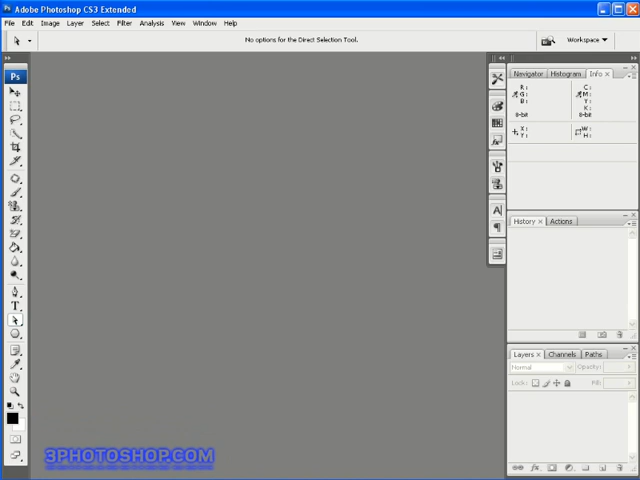 Adobe Photoshop CS3 Extended
File Edit Image Layer Select Filter Analysis View Window Help
No options for the Direct Selection Tool.
Workspace
Ps
Navigator Histogram Info x
R: C:
G: M:
B: Y:
K:
8-bit 8-bit
X: W:
Y: H:
History x Actions
Layers x Channels Paths
Normal Opacity:
Lock: Fill:
3PHOTOSHOP.COM